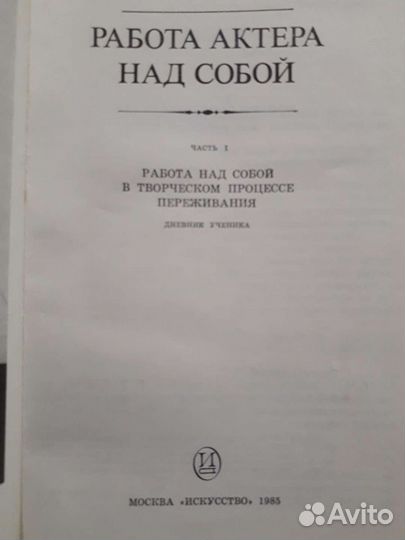 РАБОТА АКТЕРА
НАД СОБОЙ
ЧАСТЬ I
РАБОТА НАД СОБОЙ
В ТВОРЧЕСКОМ ПРОЦЕССЕ
ПЕРЕЖИВАНИЯ
ДНЕВНИК УЧЕНИКА
И
МОСКВА «ИСКУССТВО» 1985
Avito